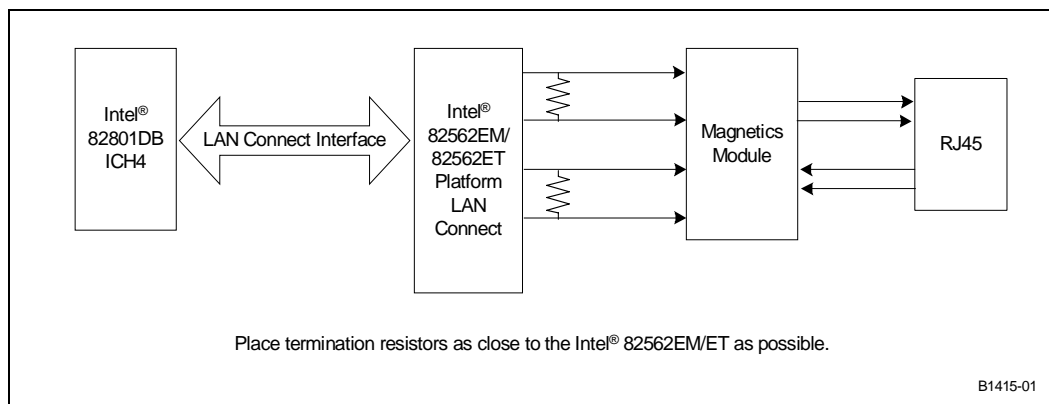 Intel®
82801DB
ICH4
LAN Connect Interface
Intel®
82562EM/
82562ET
Platform
LAN
Connect
Magnetics
Module
RJ45
Place termination resistors as close to the Intel® 82562EM/ET as possible.
B1415-01